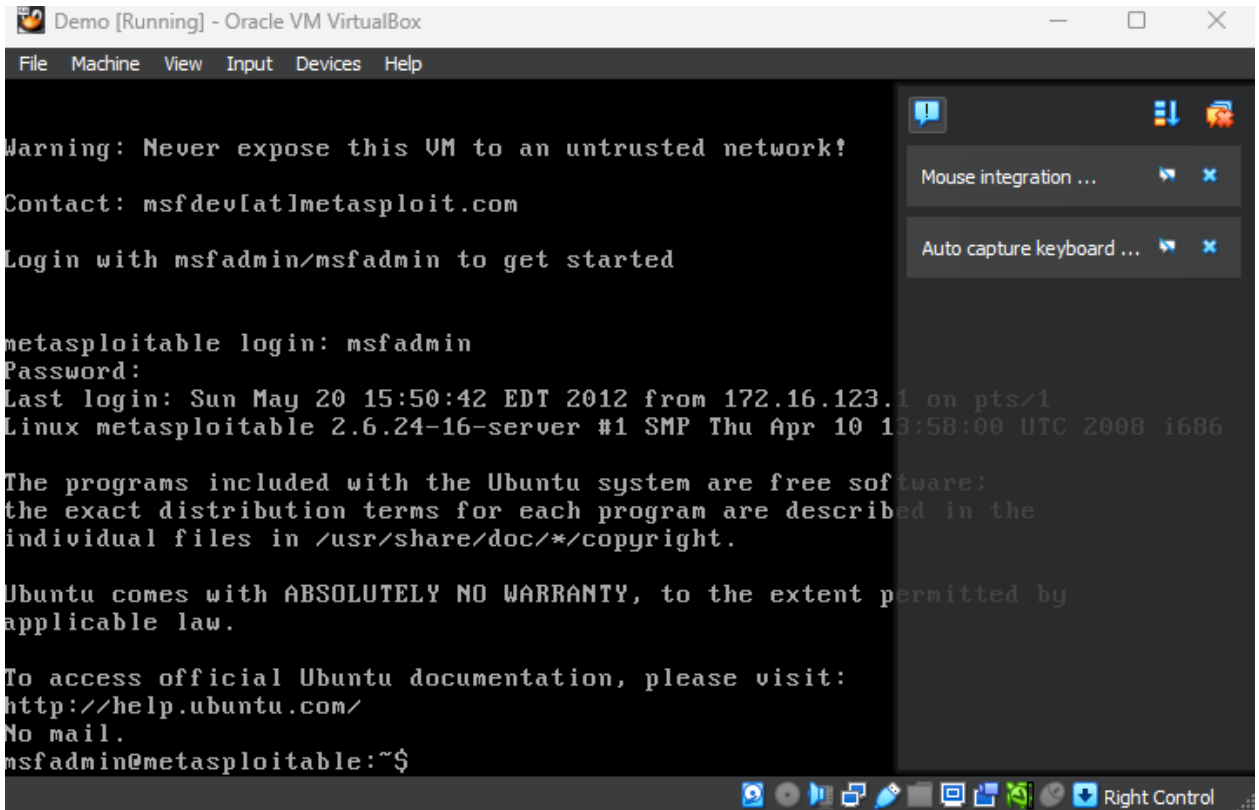 Demo [Running] - Oracle VM VirtualBox
File Machine View Input Devices Help
Warning: Never expose this VM to an untrusted network!
Contact: msfdev[at]metasploit.com
Login with msfadmin/msfadmin to get started
metasploitable login: msfadmin
Password:
Last login: Sun May 20 15:50:42 EDT 2012 from 172.16.123.1 on pts/1
Linux metasploitable 2.6.24-16-server #1 SMP Thu Apr 10 13:58:00 UTC 2008 i686
The programs included with the Ubuntu system are free software;
the exact distribution terms for each program are described in the
individual files in /usr/share/doc/*/copyright.
Ubuntu comes with ABSOLUTELY NO WARRANTY, to the extent permitted by
applicable law.
To access official Ubuntu documentation, please visit:
http://help.ubuntu.com/
No mail.
msfadmin@metasploitable:~$
Mouse integration ...
Auto capture keyboard ...
Right Control